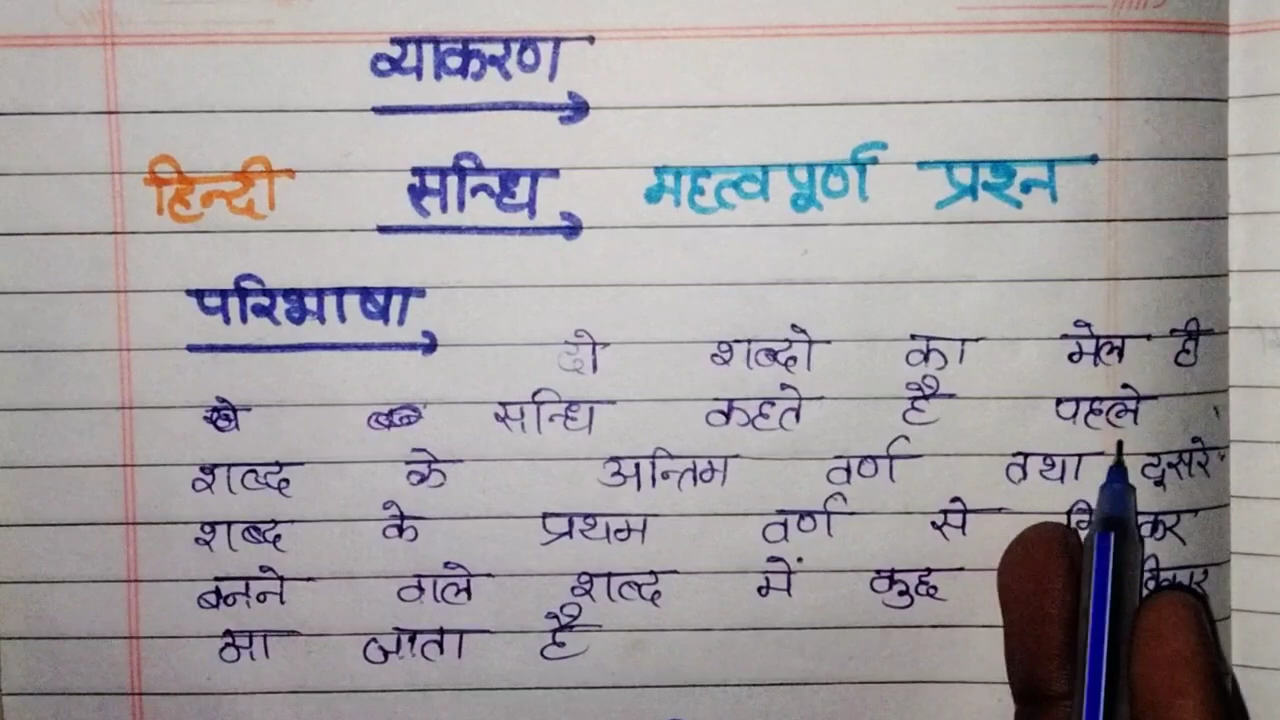 व्याकरण
हिन्दी सन्धि महत्वपूर्ण प्रश्न
परिभाषा
दो शब्दो का मेल ही
सन्धि कहते है पहले
शब्द के अन्तिम वर्ण तथा दूसरे
शब्द के प्रथम वर्ण से
बनने वाले शब्द में कुछ
आ जाता है